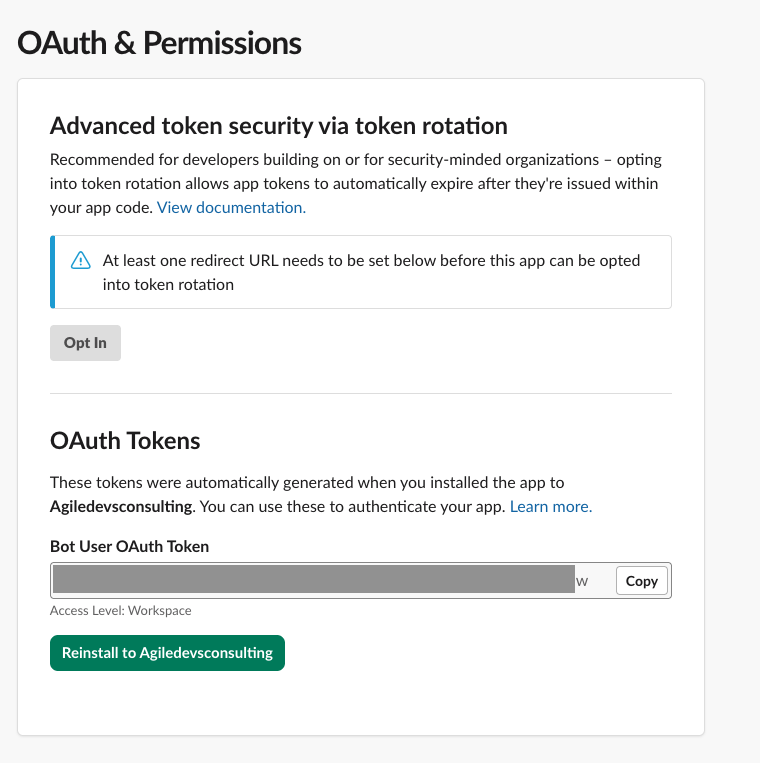 OAuth & Permissions
Advanced token security via token rotation
Recommended for developers building on or for security-minded organizations – opting
into token rotation allows app tokens to automatically expire after they're issued within
your app code. View documentation.
At least one redirect URL needs to be set below before this app can be opted
into token rotation
Opt In
OAuth Tokens
These tokens were automatically generated when you installed the app to
Agiledevsconsulting. You can use these to authenticate your app. Learn more.
Bot User OAuth Token
w
Copy
Access Level: Workspace
Reinstall to Agiledevsconsulting